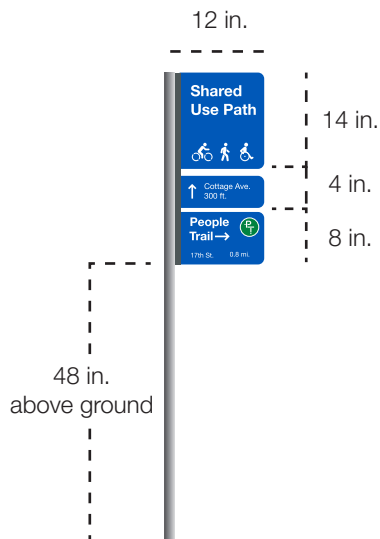 12 in.
Shared
Use Path
14 in.
Cottage Ave.
300 ft.
4 in.
People
Trail
PT
17th St. 0.8 mi.
8 in.
48 in.
above ground